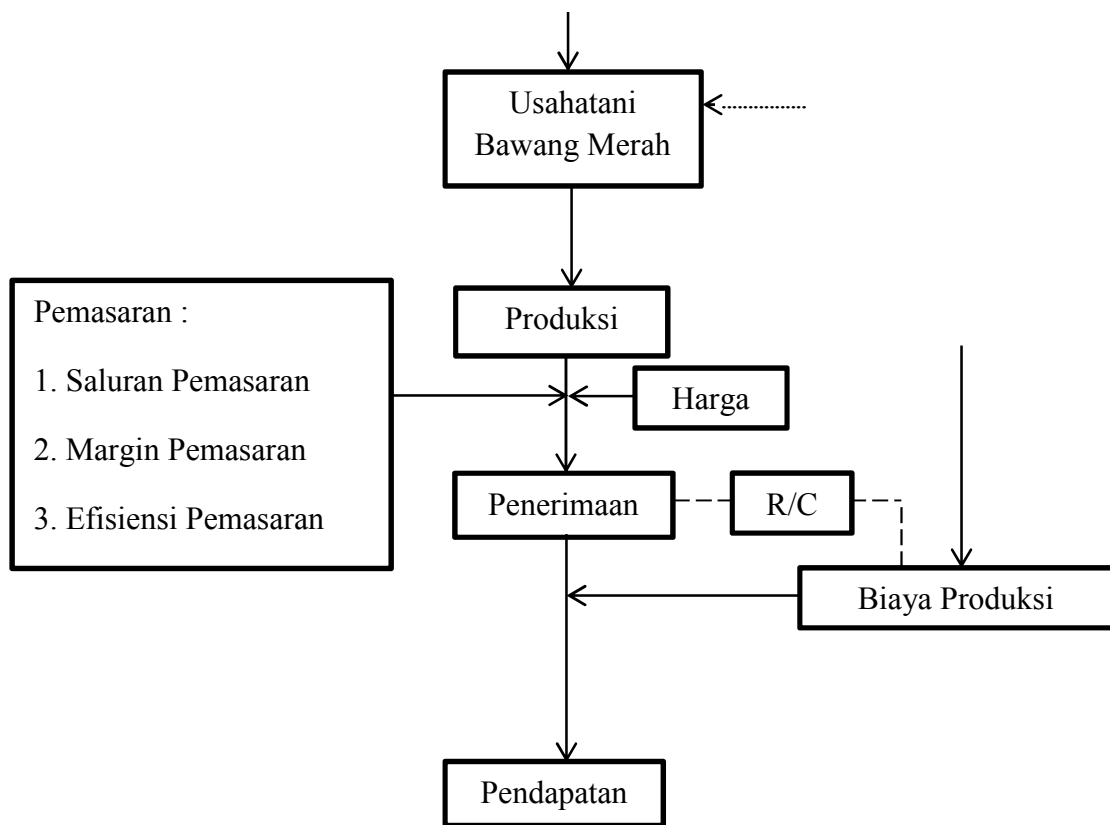 Usahatani
Bawang Merah
Produksi
Pemasaran :
1. Saluran Pemasaran
2. Margin Pemasaran
3. Efisiensi Pemasaran
Harga
Penerimaan
R/C
Biaya Produksi
Pendapatan